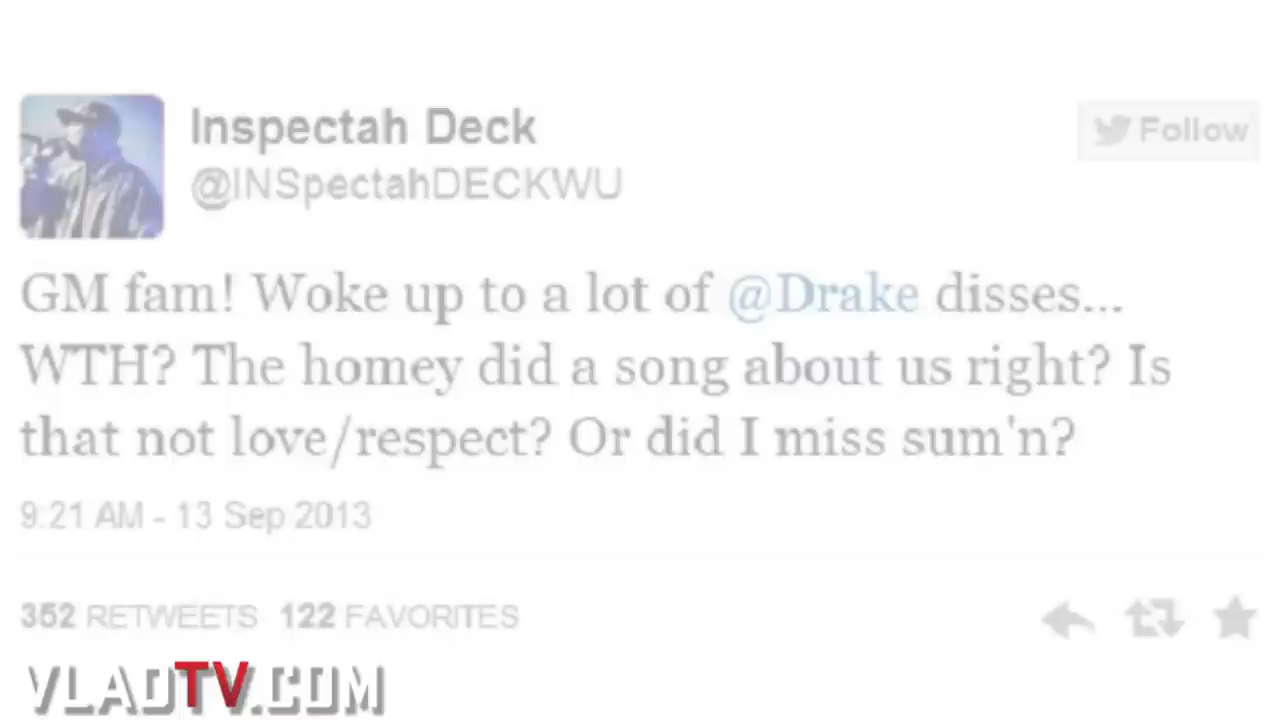 Inspectah Deck
@INSpectahDECKWU
Follow
GM fam! Woke up to a lot of @Drake disses...
WTH? The homey did a song about us right? Is
that not love/respect? Or did I miss sum'n?
9:21 AM - 13 Sep 2013
352 RETWEETS 122 FAVORITES
VLADTV.COM